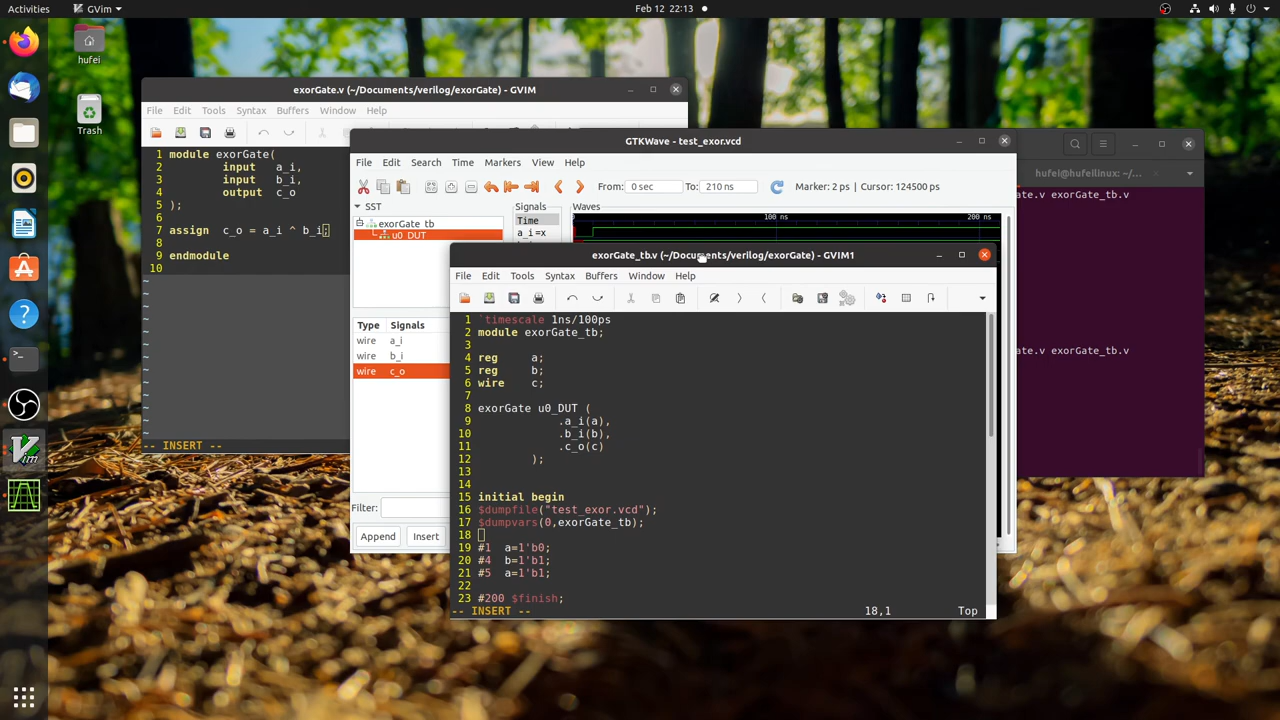 Activities
GVim
Feb 12 22:13
hufei
Trash
exorGate.v (~/Documents/verilog/exorGate) - GVIM
File Edit Tools Syntax Buffers Window Help
1 module exorGate(
2 input a_i,
3 input b_i,
4 output c_o
5 );
6
7 assign c_o = a_i ^ b_i;
8
9 endmodule
10
~
~
~
~
~
~
~
~
~
~
~
~
~
-- INSERT --
GTKWave - test_exor.vcd
File Edit Search Time Markers View Help
From: 0 sec To: 210 ns Marker: 2 ps | Cursor: 124500 ps
SST
exorGate_tb
u0_DUT
Signals
Time
a_i=x
Waves
0 100 ns 200 ns
Type Signals
wire a_i
wire b_i
wire c_o
Filter:
Append Insert
hufei@hufeilinux: ~/...
ate.v exorGate_tb.v
ate.v exorGate_tb.v
exorGate_tb.v (~/Documents/verilog/exorGate) - GVIM1
File Edit Tools Syntax Buffers Window Help
1 `timescale 1ns/100ps
2 module exorGate_tb;
3
4 reg a;
5 reg b;
6 wire c;
7
8 exorGate u0_DUT (
9 .a_i(a),
10 .b_i(b),
11 .c_o(c)
12 );
13
14
15 initial begin
16 $dumpfile("test_exor.vcd");
17 $dumpvars(0,exorGate_tb);
18
19 #1 a=1'b0;
20 #4 b=1'b1;
21 #5 a=1'b1;
22
23 #200 $finish;
-- INSERT -- 18,1 Top